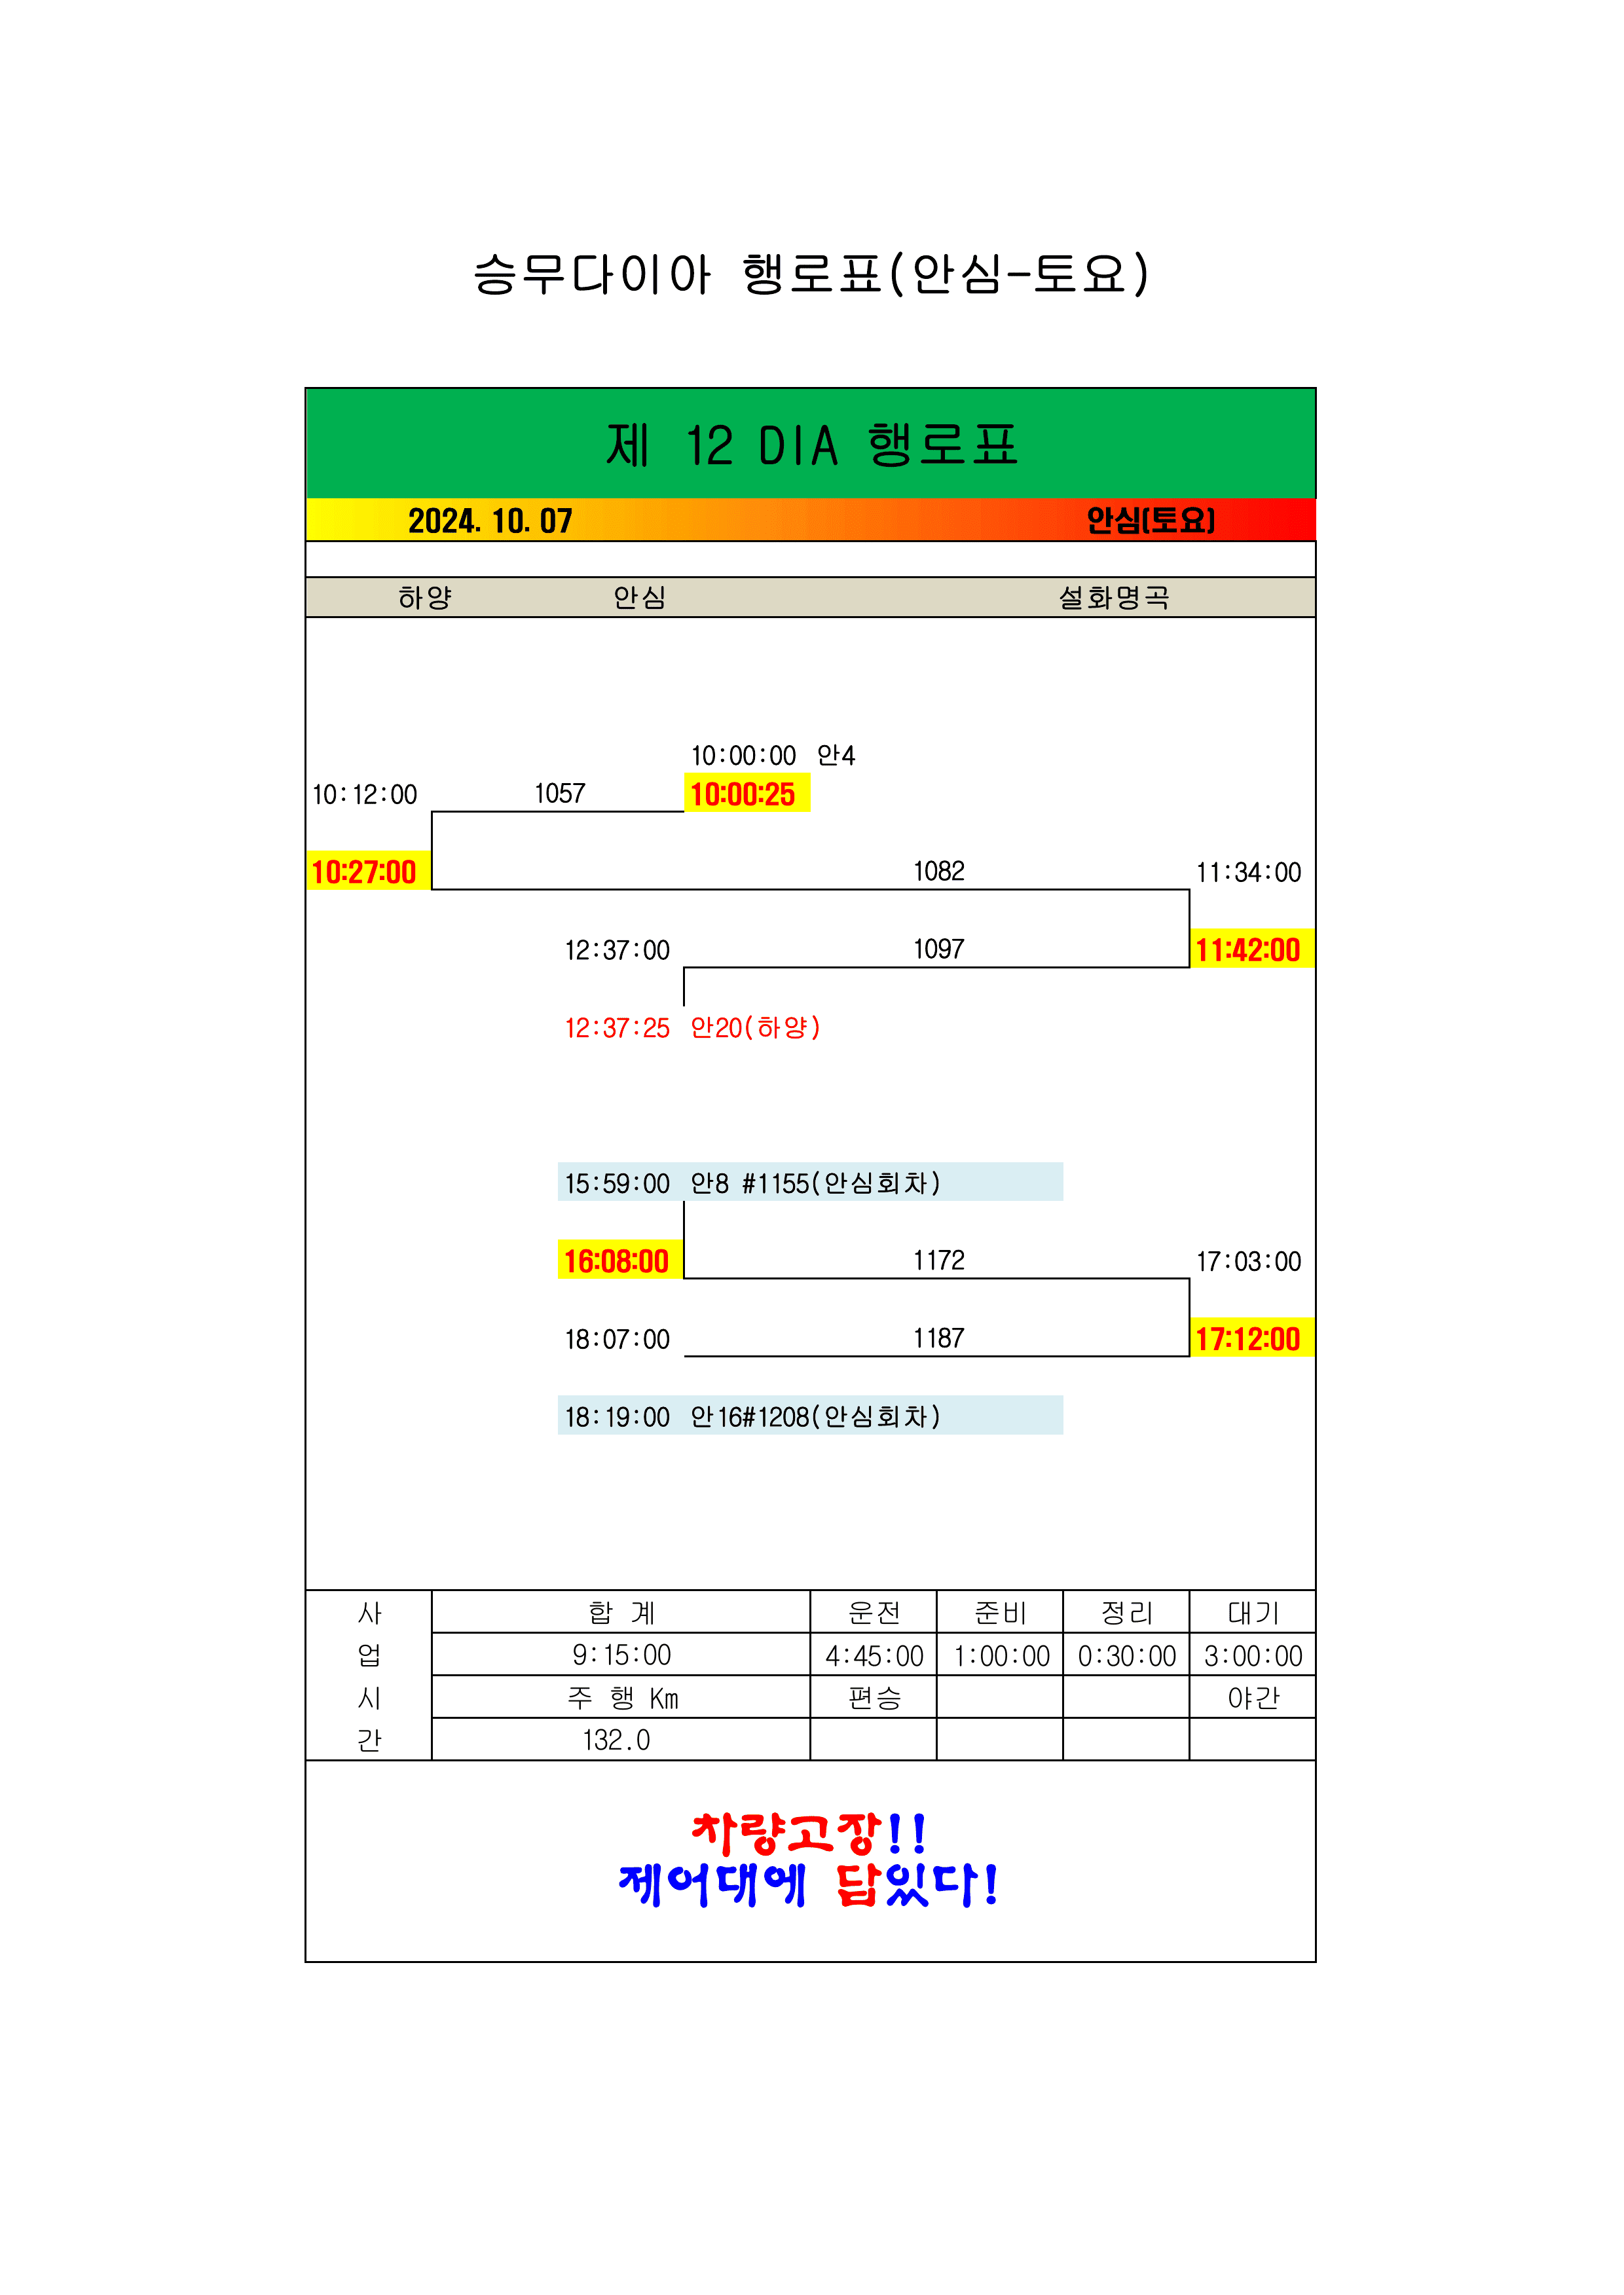 승무다이아 행로표(안심-토요)
제 12 DIA 행로표
2024. 10. 07 안심(토요)
하양 안심 설화명곡
10:00:00 안4
10:12:00 1057 10:00:25
10:27:00 1082 11:34:00
12:37:00 1097 11:42:00
12:37:25 안20(하양)
15:59:00 안8 #1155(안심회차)
16:08:00 1172 17:03:00
18:07:00 1187 17:12:00
18:19:00 안16#1208(안심회차)
사 합 계 운전 준비 정리 대기
업 9:15:00 4:45:00 1:00:00 0:30:00 3:00:00
시 주 행 Km 편승 야간
간 132.0
차량고장!!
제어대에 답있다!